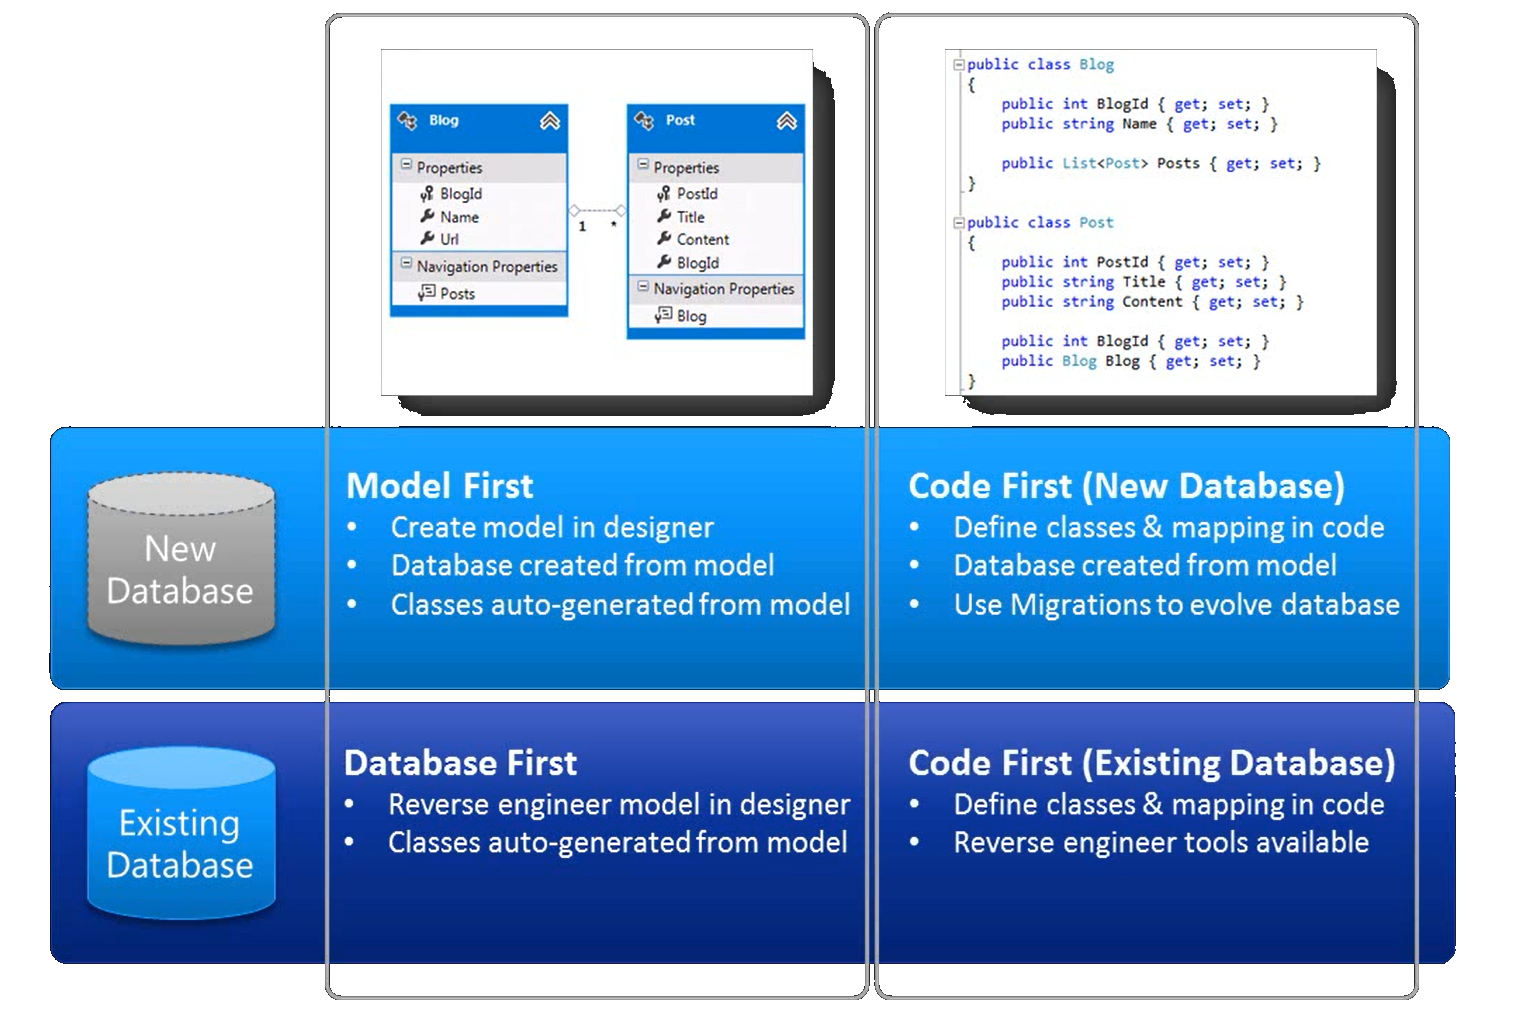 Blog
Properties
BlogId
Name
Url
Navigation Properties
Posts
1 *
Post
Properties
PostId
Title
Content
BlogId
Navigation Properties
Blog
public class Blog
{
public int BlogId { get; set; }
public string Name { get; set; }
public List<Post> Posts { get; set; }
}
public class Post
{
public int PostId { get; set; }
public string Title { get; set; }
public string Content { get; set; }
public int BlogId { get; set; }
public Blog Blog { get; set; }
}
New
Database
Model First
• Create model in designer
• Database created from model
• Classes auto-generated from model
Code First (New Database)
• Define classes & mapping in code
• Database created from model
• Use Migrations to evolve database
Existing
Database
Database First
• Reverse engineer model in designer
• Classes auto-generated from model
Code First (Existing Database)
• Define classes & mapping in code
• Reverse engineer tools available